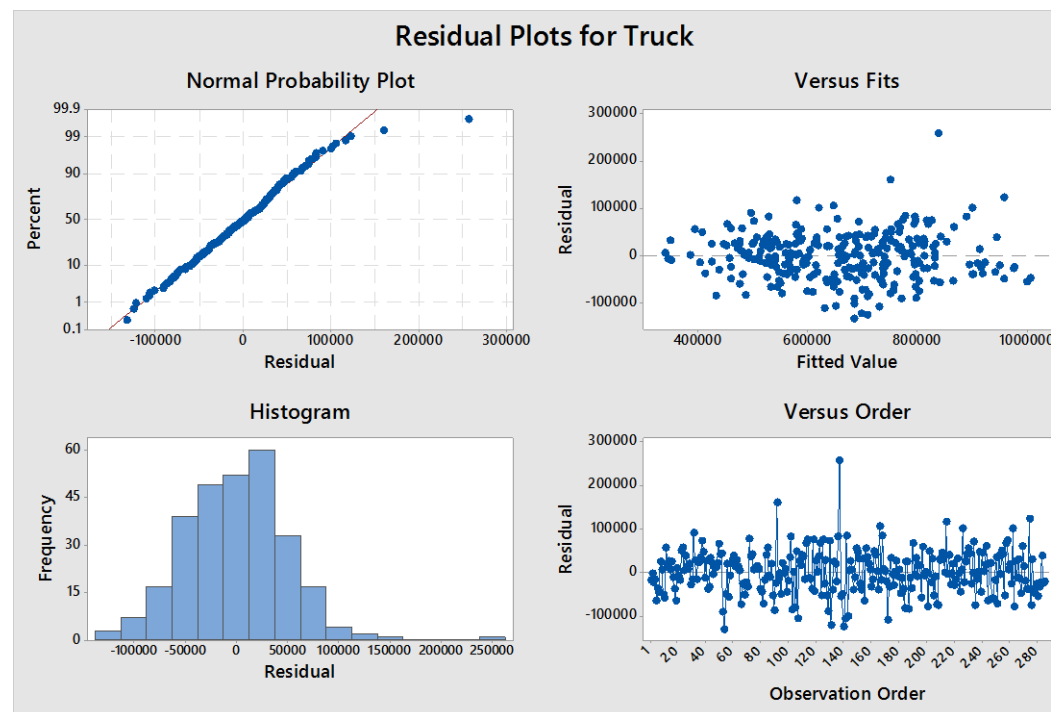 Residual Plots for Truck
Normal Probability Plot
99.9
99
90
50
10
1
0.1
Percent
-100000 0 100000 200000 300000
Residual
Versus Fits
300000
200000
100000
0
-100000
Residual
400000 600000 800000 1000000
Fitted Value
Histogram
60
45
30
15
0
Frequency
-100000 -50000 0 50000 100000 150000 200000 250000
Residual
Versus Order
300000
200000
100000
0
-100000
Residual
1 20 40 60 80 100 120 140 160 180 200 220 240 260 280
Observation Order